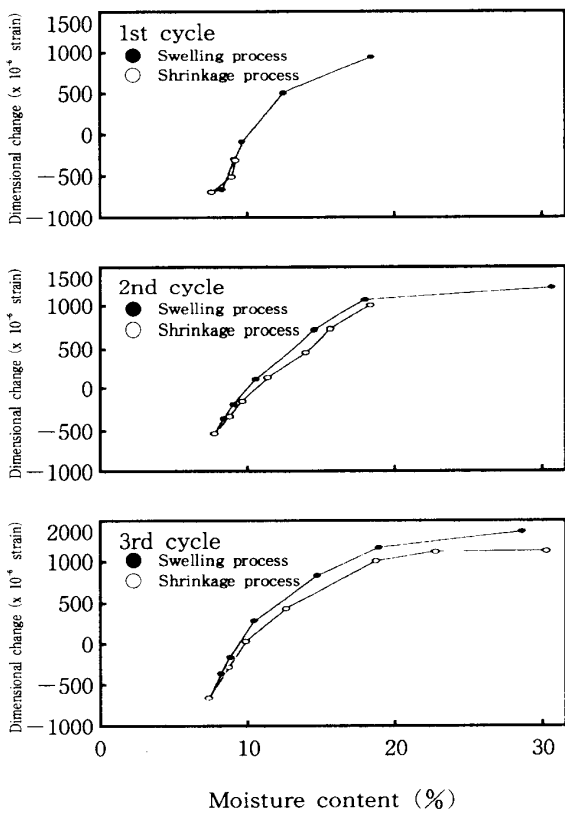 Dimensional change (x 10⁻⁶ strain)
1500
1000
500
0
−500
−1000
1st cycle
● Swelling process
○ Shrinkage process
Dimensional change (x 10⁻⁶ strain)
1500
1000
500
0
−500
−1000
2nd cycle
● Swelling process
○ Shrinkage process
Dimensional change (x 10⁻⁶ strain)
2000
1000
500
0
−500
−1000
3rd cycle
● Swelling process
○ Shrinkage process
0 10 20 30
Moisture content (%)